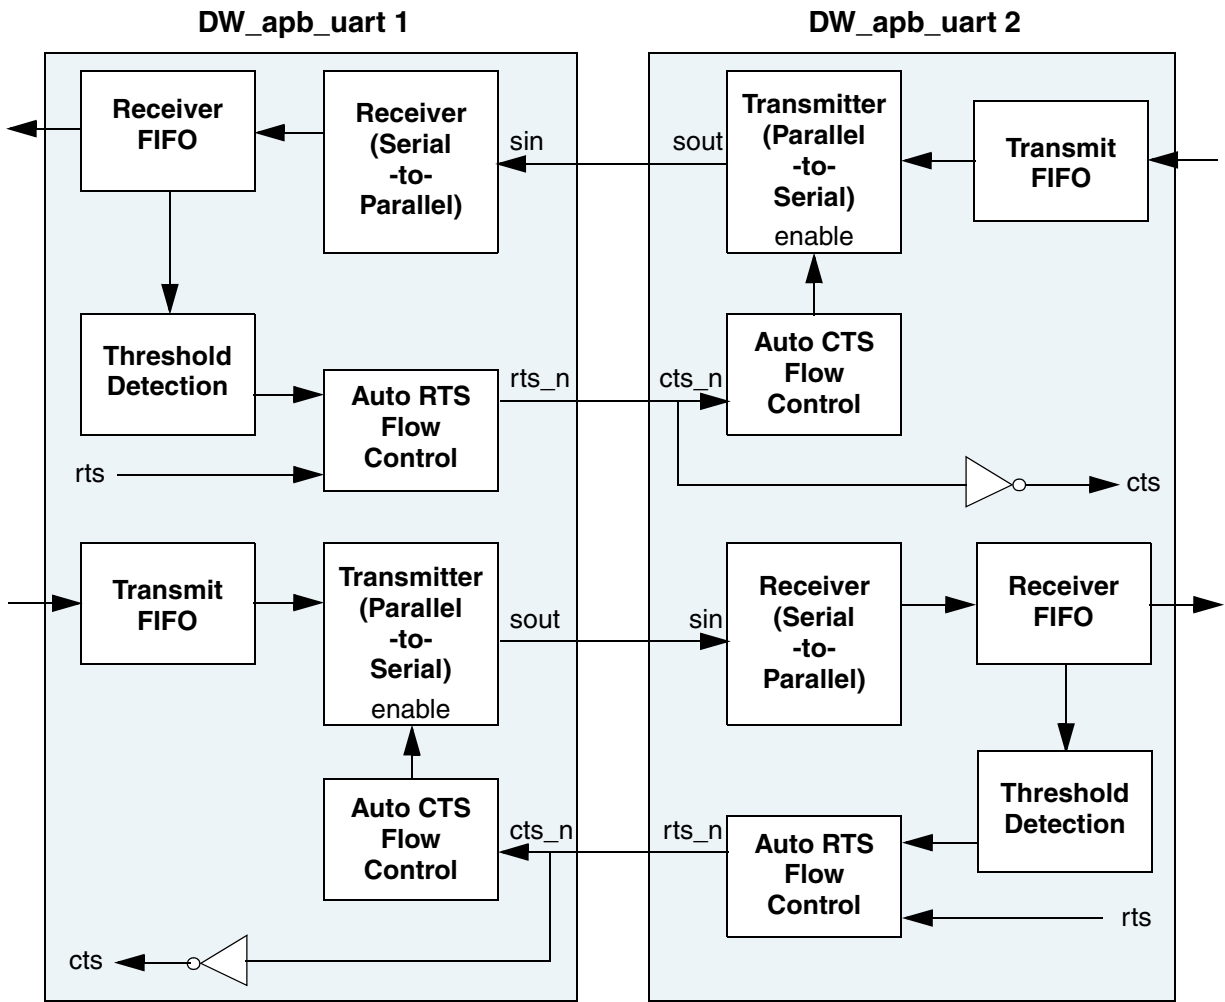 DW_apb_uart 1
DW_apb_uart 2
Receiver
FIFO
Receiver
(Serial
-to-
Parallel)
sin
sout
Transmitter
(Parallel
-to-
Serial)
enable
Transmit
FIFO
Threshold
Detection
Auto RTS
Flow
Control
rts_n
rts
cts_n
Auto CTS
Flow
Control
cts
Transmit
FIFO
Transmitter
(Parallel
-to-
Serial)
enable
sout
sin
Receiver
(Serial
-to-
Parallel)
Receiver
FIFO
Auto CTS
Flow
Control
cts_n
rts_n
Auto RTS
Flow
Control
Threshold
Detection
rts
cts